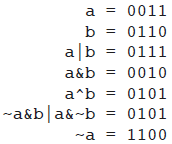 a = 0011
b = 0110
a|b = 0111
a&b = 0010
a^b = 0101
~a&b|a&~b = 0101
~a = 1100